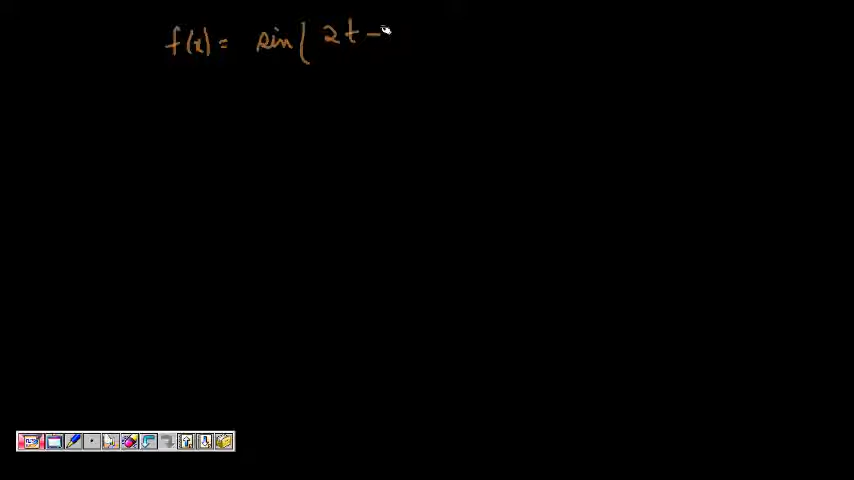 f(x) = sin( 2t -